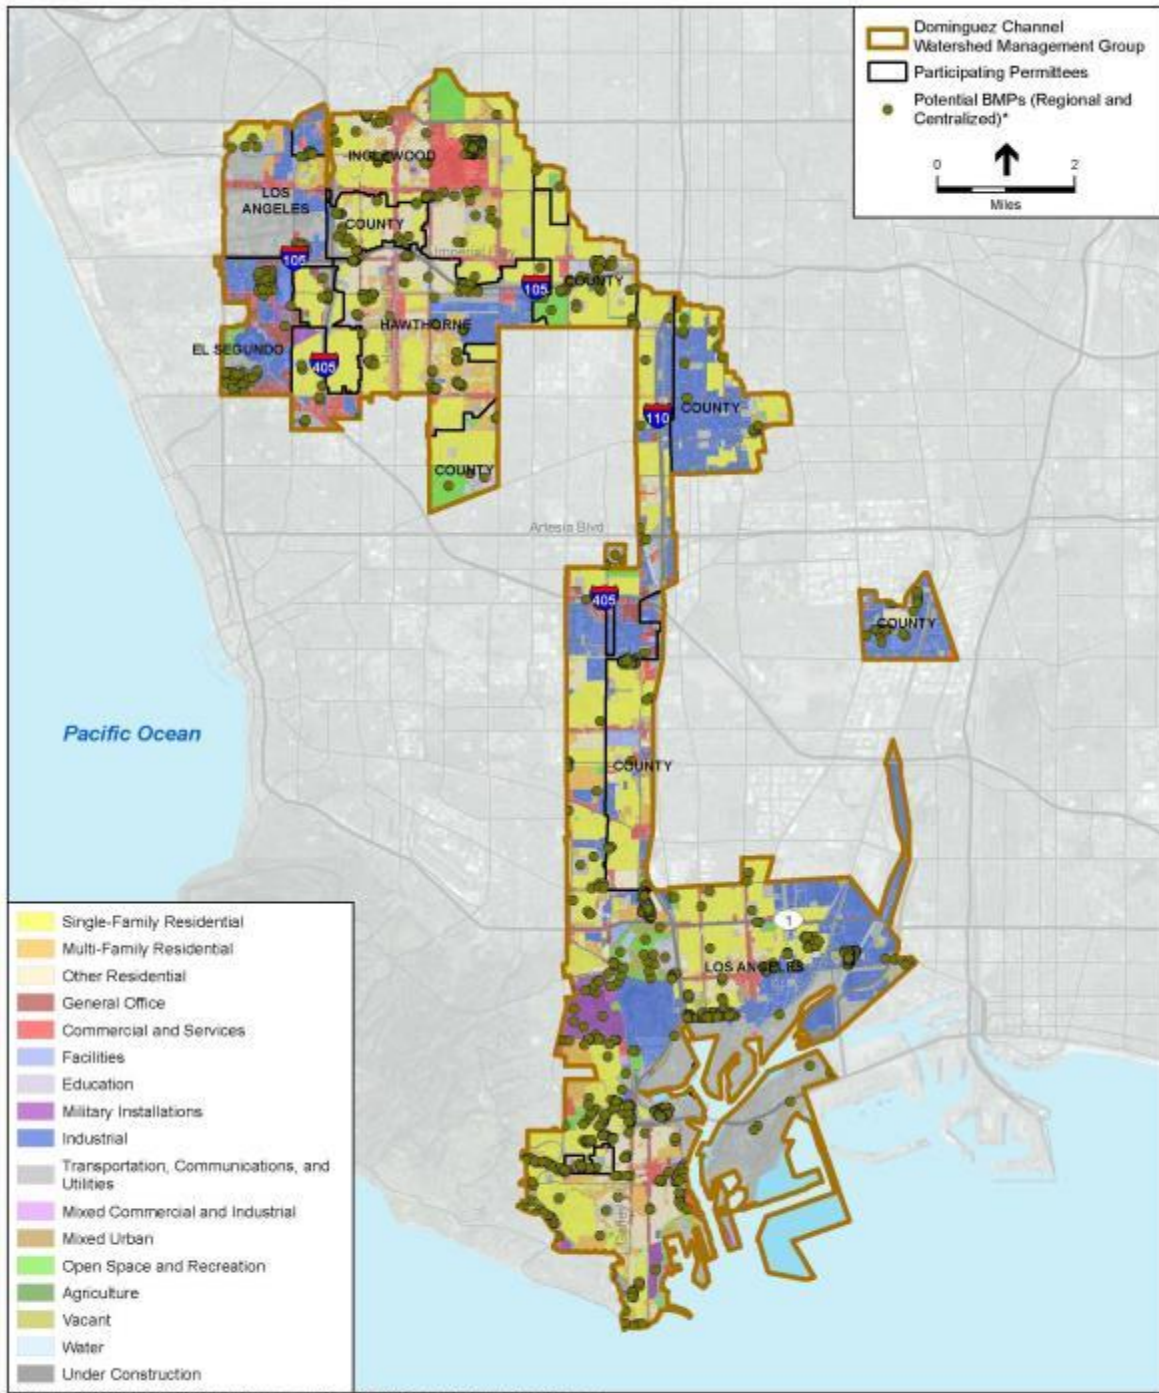 Dominguez Channel
Watershed Management Group
Participating Permittees
Potential BMPs (Regional and
Centralized)*
0
2
Miles
INGLEWOOD
LOS
ANGELES
COUNTY
Imperial Hwy
105
105
COUNTY
HAWTHORNE
EL SEGUNDO
405
COUNTY
110
COUNTY
Artesia Blvd
405
COUNTY
Pacific Ocean
COUNTY
1
LOS ANGELES
Gaffey
Single-Family Residential
Multi-Family Residential
Other Residential
General Office
Commercial and Services
Facilities
Education
Military Installations
Industrial
Transportation, Communications, and
Utilities
Mixed Commercial and Industrial
Mixed Urban
Open Space and Recreation
Agriculture
Vacant
Water
Under Construction